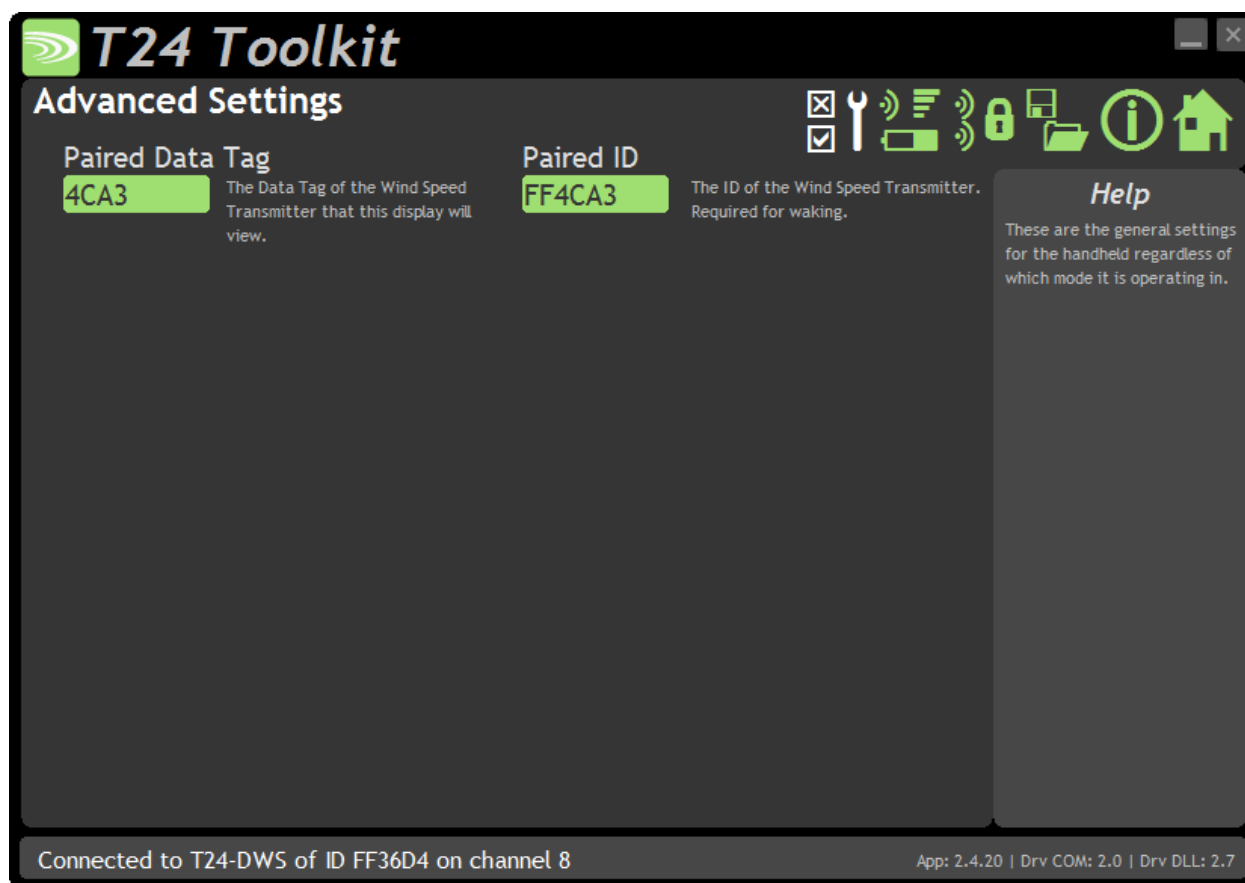 T24 Toolkit
Advanced Settings
Paired Data Tag
4CA3
The Data Tag of the Wind Speed
Transmitter that this display will
view.
Paired ID
FF4CA3
The ID of the Wind Speed Transmitter.
Required for waking.
Help
These are the general settings
for the handheld regardless of
which mode it is operating in.
Connected to T24-DWS of ID FF36D4 on channel 8
App: 2.4.20 | Drv COM: 2.0 | Drv DLL: 2.7